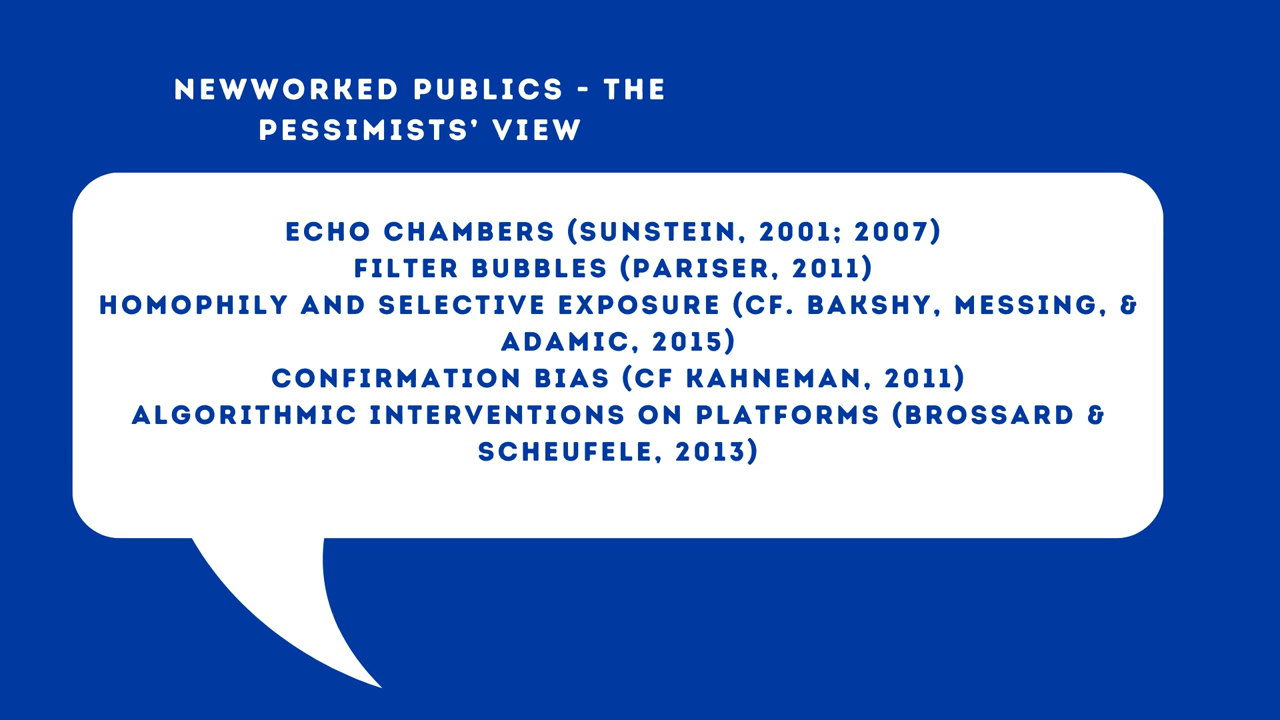 NEWWORKED PUBLICS - THE
PESSIMISTS' VIEW
ECHO CHAMBERS (SUNSTEIN, 2001; 2007)
FILTER BUBBLES (PARISER, 2011)
HOMOPHILY AND SELECTIVE EXPOSURE (CF. BAKSHY, MESSING, &
ADAMIC, 2015)
CONFIRMATION BIAS (CF KAHNEMAN, 2011)
ALGORITHMIC INTERVENTIONS ON PLATFORMS (BROSSARD &
SCHEUFELE, 2013)